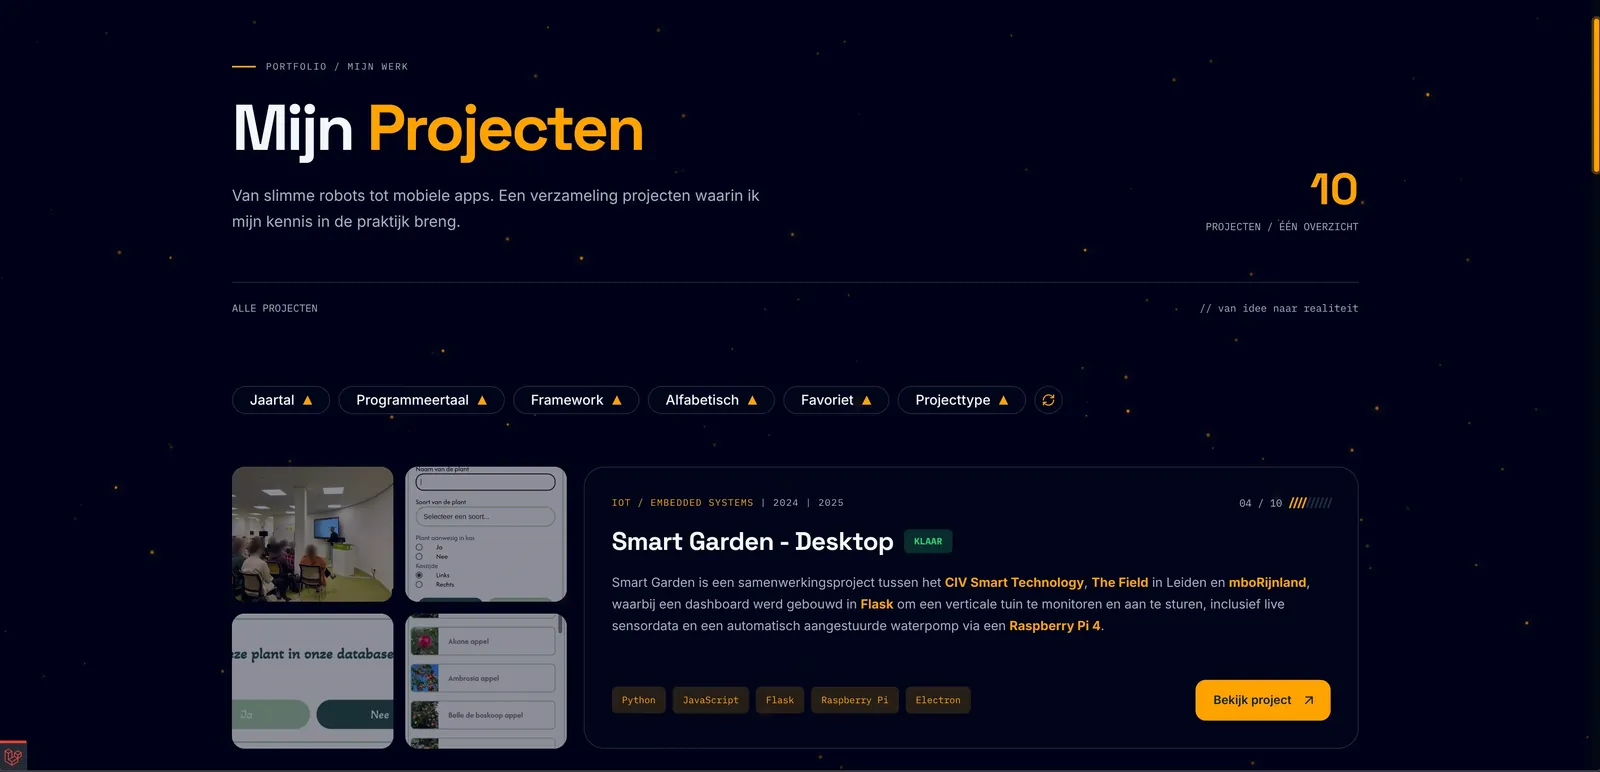 PORTFOLIO / MIJN WERK
Mijn Projecten
Van slimme robots tot mobiele apps. Een verzameling projecten waarin ik
mijn kennis in de praktijk breng.
10
PROJECTEN / ÉÉN OVERZICHT
ALLE PROJECTEN
// van idee naar realiteit
Jaartal ▲
Programmeertaal ▲
Framework ▲
Alfabetisch ▲
Favoriet ▲
Projecttype ▲
Naam van de plant
Soort van de plant
Selecteer een soort...
Plant aanwezig in kas
Ja
Nee
Links
Rechts
eze plant in onze database
Ja
Nee
Akane appel
Ambrosia appel
Belle de boskoop appel
IOT / EMBEDDED SYSTEMS | 2024 | 2025
04 / 10
Smart Garden - Desktop
KLAAR
Smart Garden is een samenwerkingsproject tussen het CIV Smart Technology, The Field in Leiden en mboRijnland,
waarbij een dashboard werd gebouwd in Flask om een verticale tuin te monitoren en aan te sturen, inclusief live
sensordata en een automatisch aangestuurde waterpomp via een Raspberry Pi 4.
Python
JavaScript
Flask
Raspberry Pi
Electron
Bekijk project